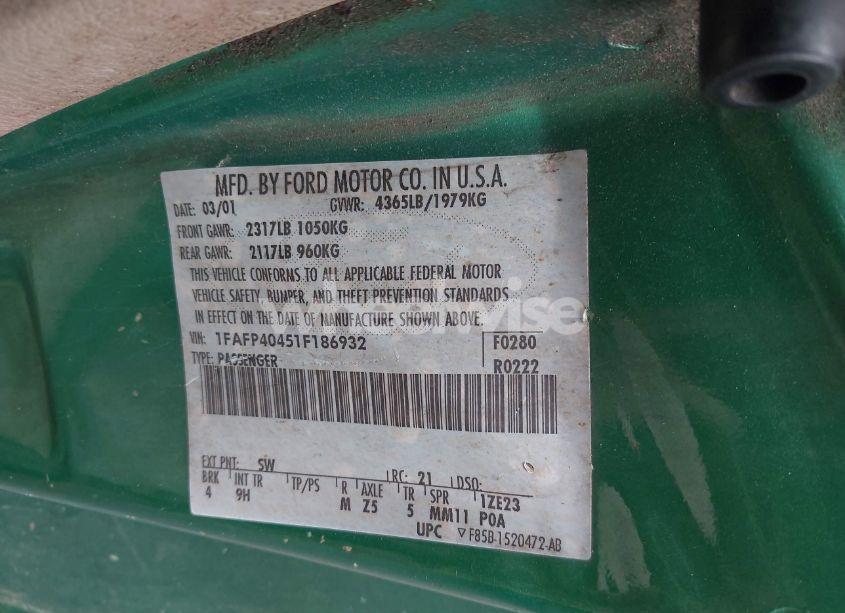 MFD. BY FORD MOTOR CO. IN U.S.A.
DATE: 03/01 GVWR: 4365LB/1979KG
FRONT GAWR: 2317LB 1050KG
REAR GAWR: 2117LB 960KG
THIS VEHICLE CONFORMS TO ALL APPLICABLE FEDERAL MOTOR
VEHICLE SAFETY, BUMPER, AND THEFT PREVENTION STANDARDS
IN EFFECT ON THE DATE OF MANUFACTURE SHOWN ABOVE.
VIN: 1FAFP40451F186932 F0280
TYPE: PASSENGER R0222
EXT PNT: SW RC: 21 DSO:
BRK INT TR TP/PS R AXLE TR SPR 1ZE23
4 9H M Z5 5 MM11 POA
UPC ▽F85B-1520472-AB